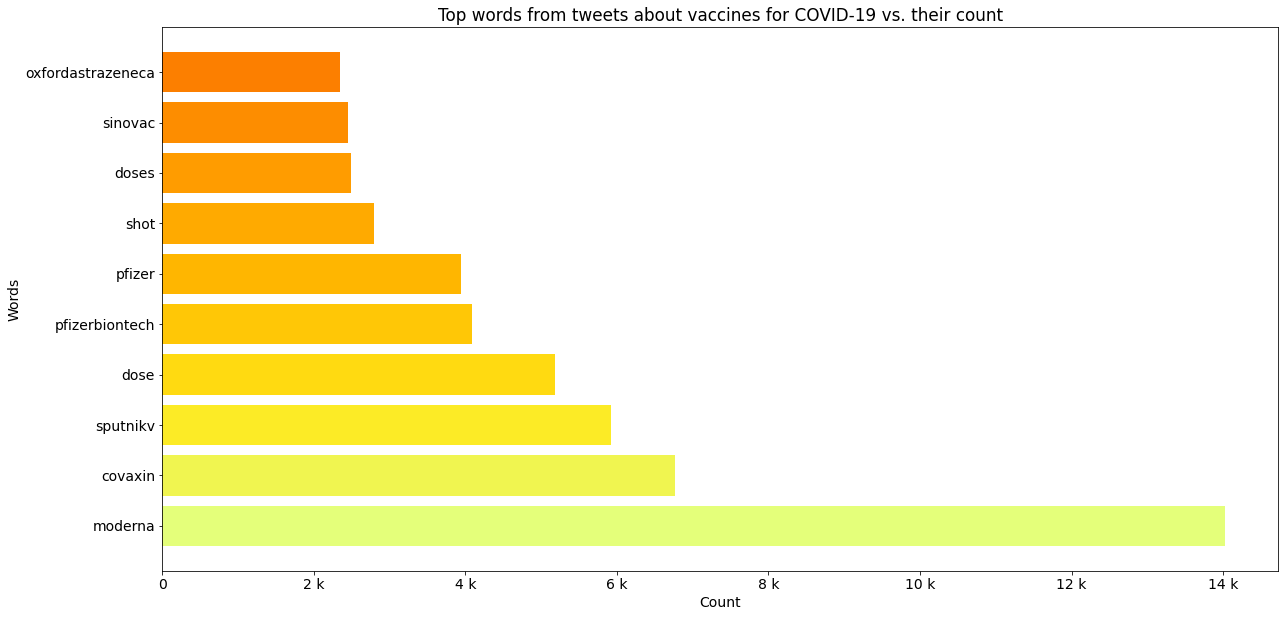 Top words from tweets about vaccines for COVID-19 vs. their count
Words
oxfordastrazeneca
sinovac
doses
shot
pfizer
pfizerbiontech
dose
sputnikv
covaxin
moderna
0 2 k 4 k 6 k 8 k 10 k 12 k 14 k
Count